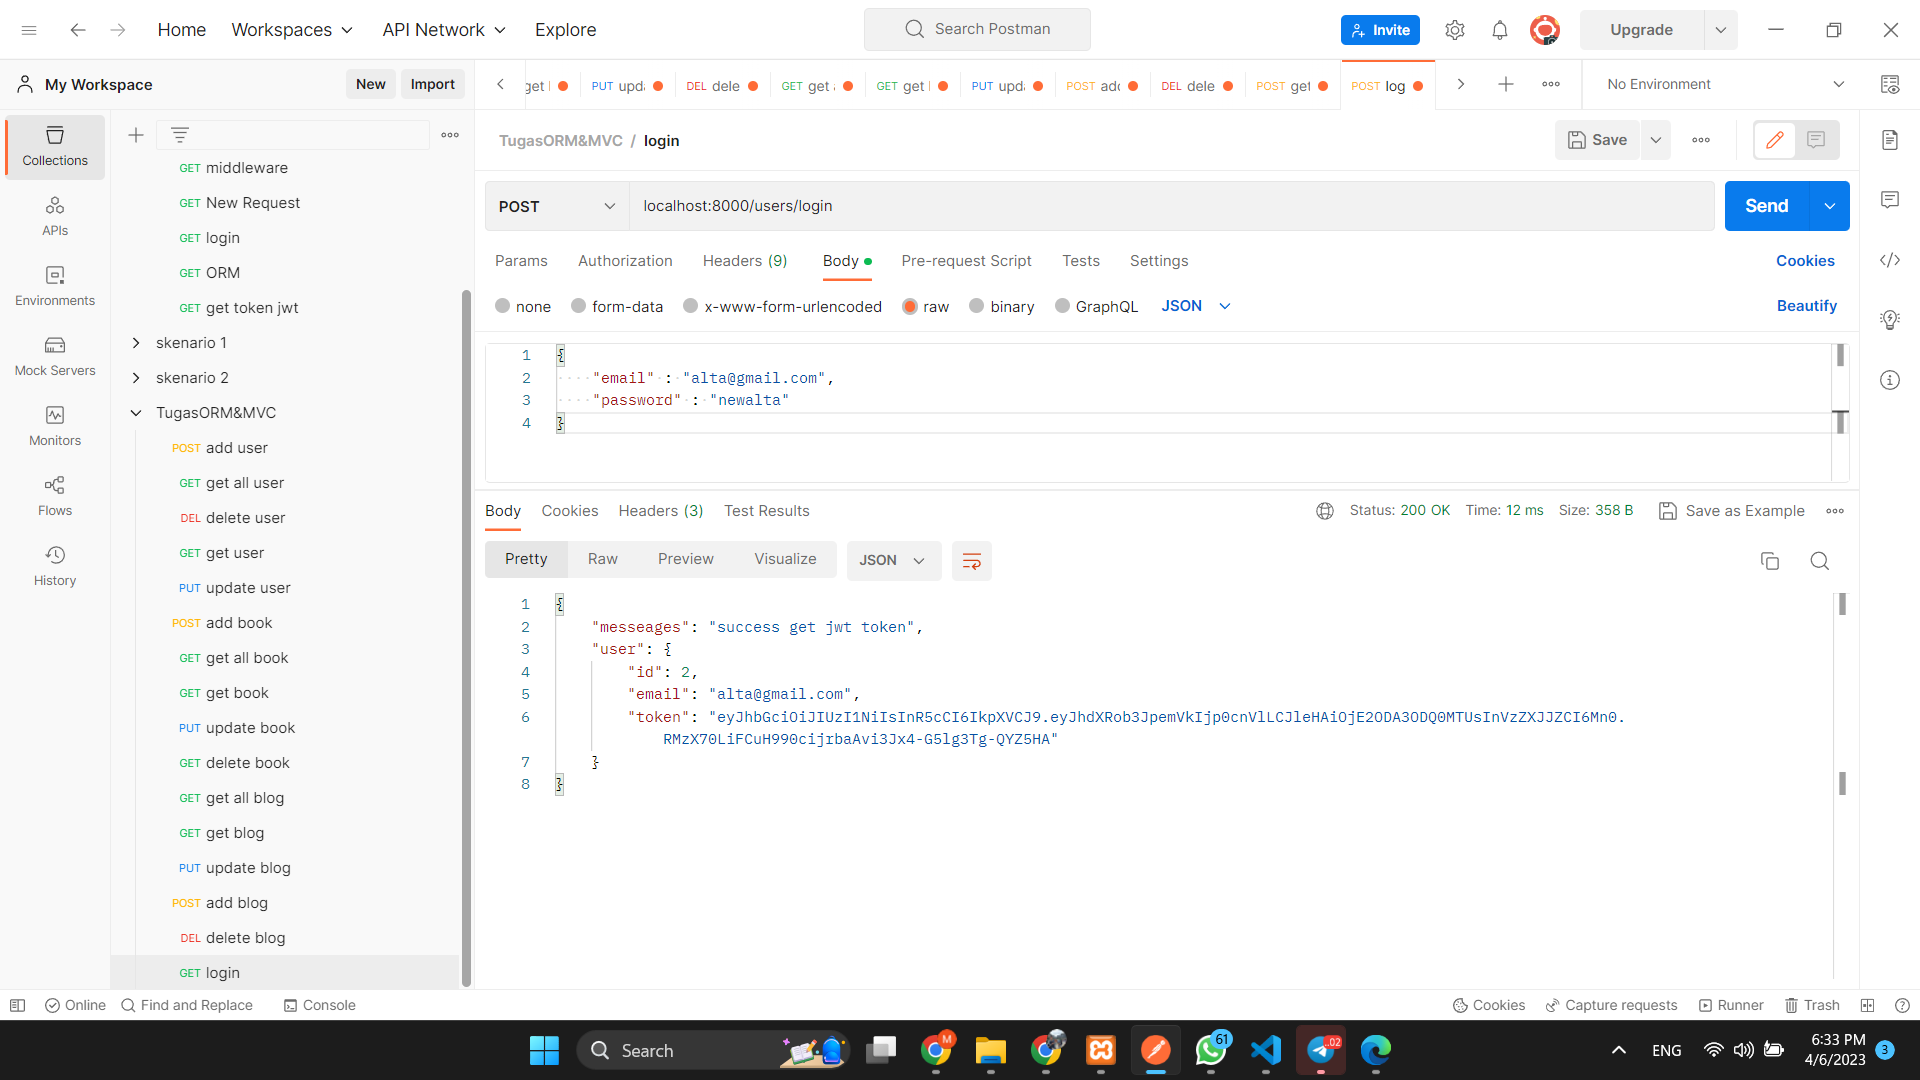 Home Workspaces API Network Explore Search Postman Invite Upgrade
My Workspace New Import
get PUT upd DEL dele GET get GET get PUT upd POST add DEL dele POST get POST log No Environment
Collections
APIs
Environments
Mock Servers
Monitors
Flows
History
GET middleware
GET New Request
GET login
GET ORM
GET get token jwt
skenario 1
skenario 2
TugasORM&MVC
POST add user
GET get all user
DEL delete user
GET get user
PUT update user
POST add book
GET get all book
GET get book
PUT update book
DEL delete book
GET get all blog
GET get blog
PUT update blog
POST add blog
DEL delete blog
GET login
TugasORM&MVC / login Save
POST localhost:8000/users/login Send
Params Authorization Headers (9) Body Pre-request Script Tests Settings Cookies
none form-data x-www-form-urlencoded raw binary GraphQL JSON Beautify
1 {
2 "email" : "alta@gmail.com",
3 "password" : "newalta"
4 }
Body Cookies Headers (3) Test Results Status: 200 OK Time: 12 ms Size: 358 B Save as Example
Pretty Raw Preview Visualize JSON
1 {
2 "messeages": "success get jwt token",
3 "user": {
4 "id": 2,
5 "email": "alta@gmail.com",
6 "token": "eyJhbGciOiJIUzI1NiIsInR5cCI6IkpXVCJ9.eyJhdXRob3JpemVkIjp0cnVlLCJleHAiOjE2ODA3ODQ0MTUsInVzZXJJZCI6Mn0.
RMzX70LiFCuH990cijrbaAvi3Jx4-G5lg3Tg-QYZ5HA"
7 }
8 }
Online Find and Replace Console Cookies Capture requests Runner Trash
Search M 61 .02 ENG 6:33 PM
4/6/2023 3